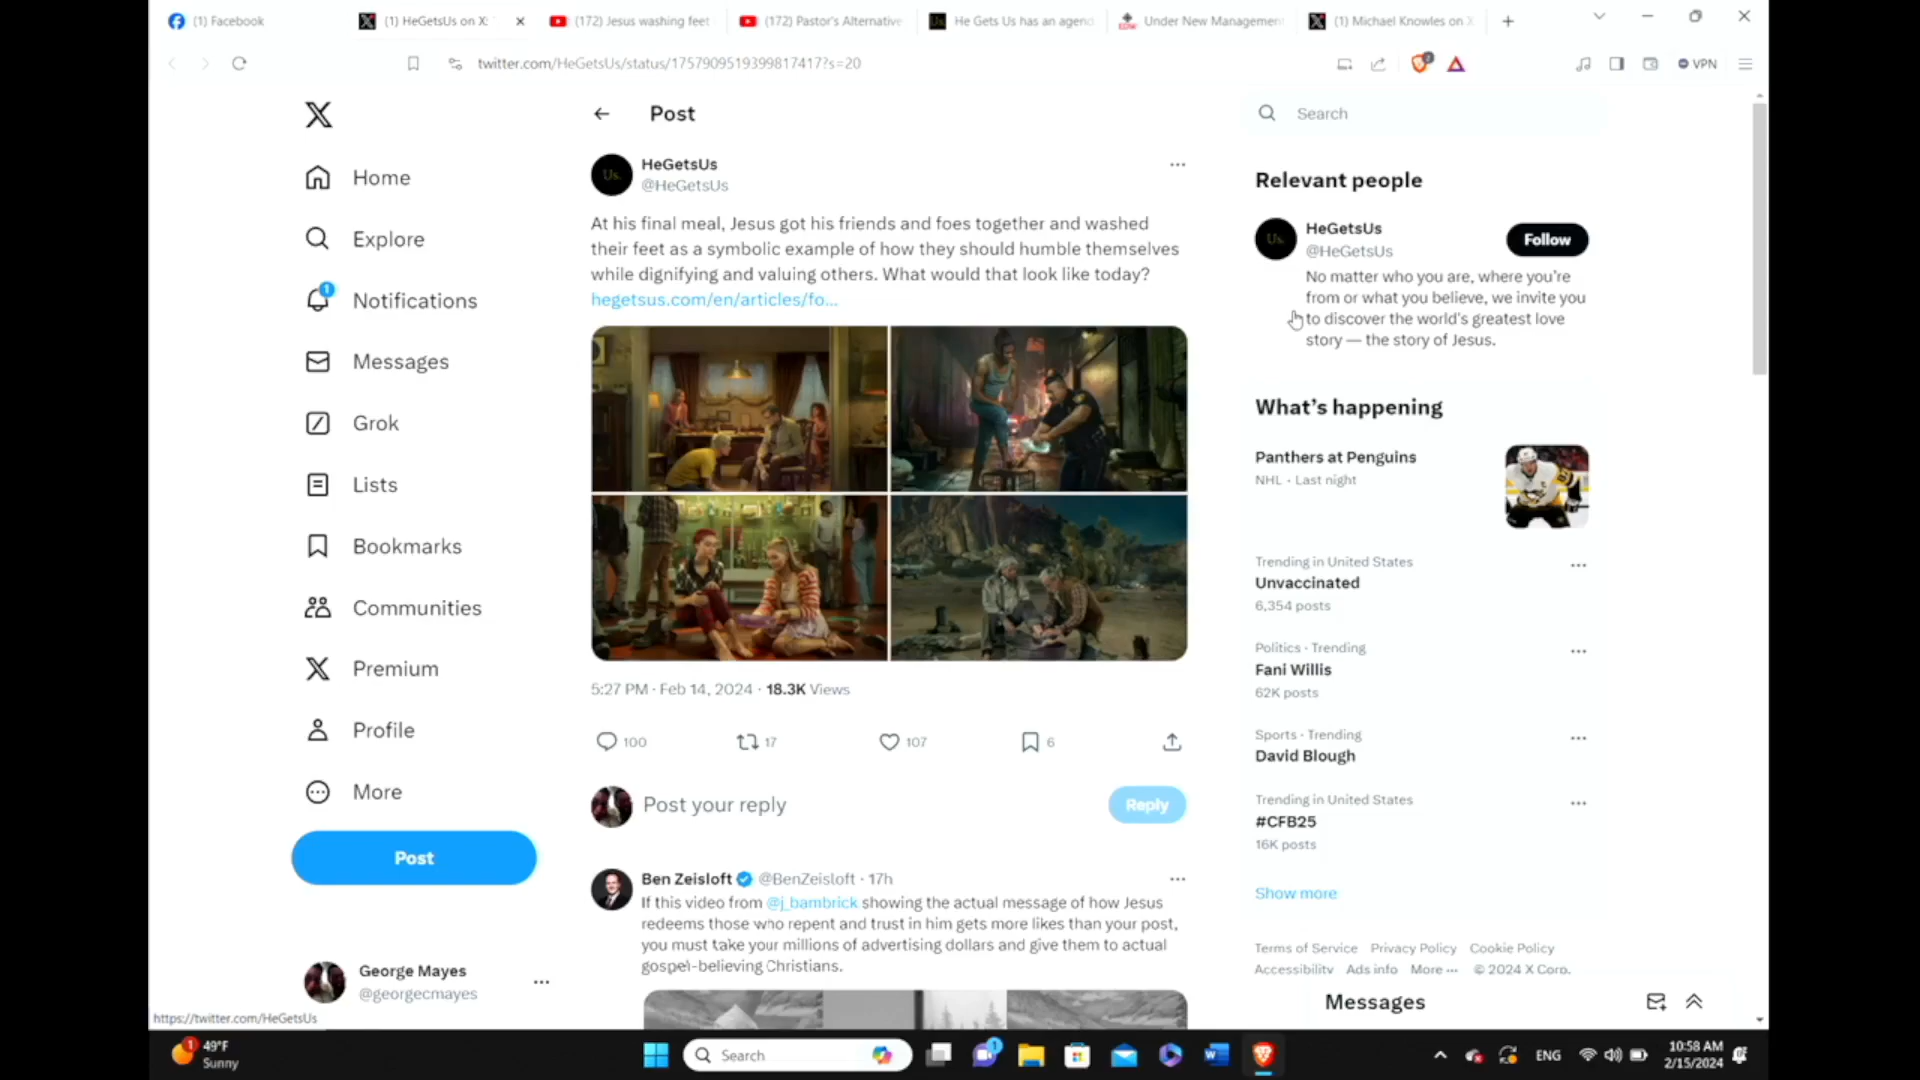 (1) Facebook
(1) HeGetsUs on X:
(172) Jesus washing feet
(172) Pastor's Alternative
He Gets Us has an agend
Under New Management
(1) Michael Knowles on X
twitter.com/HeGetsUs/status/1757909519399817417?s=20
VPN
Home
Explore
1
Notifications
Messages
Grok
Lists
Bookmarks
Communities
Premium
Profile
More
Post
George Mayes
@georgecmayes
https://twitter.com/HeGetsUs
Post
Us.
HeGetsUs
@HeGetsUs
At his final meal, Jesus got his friends and foes together and washed
their feet as a symbolic example of how they should humble themselves
while dignifying and valuing others. What would that look like today?
hegetsus.com/en/articles/fo...
5:27 PM · Feb 14, 2024 · 18.3K Views
100
17
107
6
Post your reply
Reply
Ben Zeisloft @BenZeisloft · 17h
If this video from @j_bambrick showing the actual message of how Jesus
redeems those who repent and trust in him gets more likes than your post,
you must take your millions of advertising dollars and give them to actual
gospel-believing Christians.
Search
Relevant people
Us.
HeGetsUs
@HeGetsUs
Follow
No matter who you are, where you're
from or what you believe, we invite you
to discover the world's greatest love
story — the story of Jesus.
What's happening
Panthers at Penguins
NHL · Last night
Trending in United States
Unvaccinated
6,354 posts
Politics · Trending
Fani Willis
62K posts
Sports · Trending
David Blough
Trending in United States
#CFB25
16K posts
Show more
Terms of Service Privacy Policy Cookie Policy
Accessibility Ads info More ··· © 2024 X Corp.
Messages
1
49°F
Sunny
Search
1
ENG
10:58 AM
2/15/2024